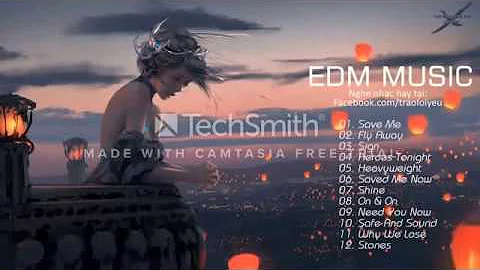 EDM MUSIC
Nghe nhạc hay tại:
Facebook.com/traoloiyeu
TechSmith
MADE WITH CAMTASIA FREE TRIAL
01. Save Me
02. Fly Away
03. Sign
04. Heroes Tonight
05. Heavyweight
06. Saved Me Now
07. Shine
08. On & On
09. Need You Now
10. Safe And Sound
11. Why We Lose
12. Stones